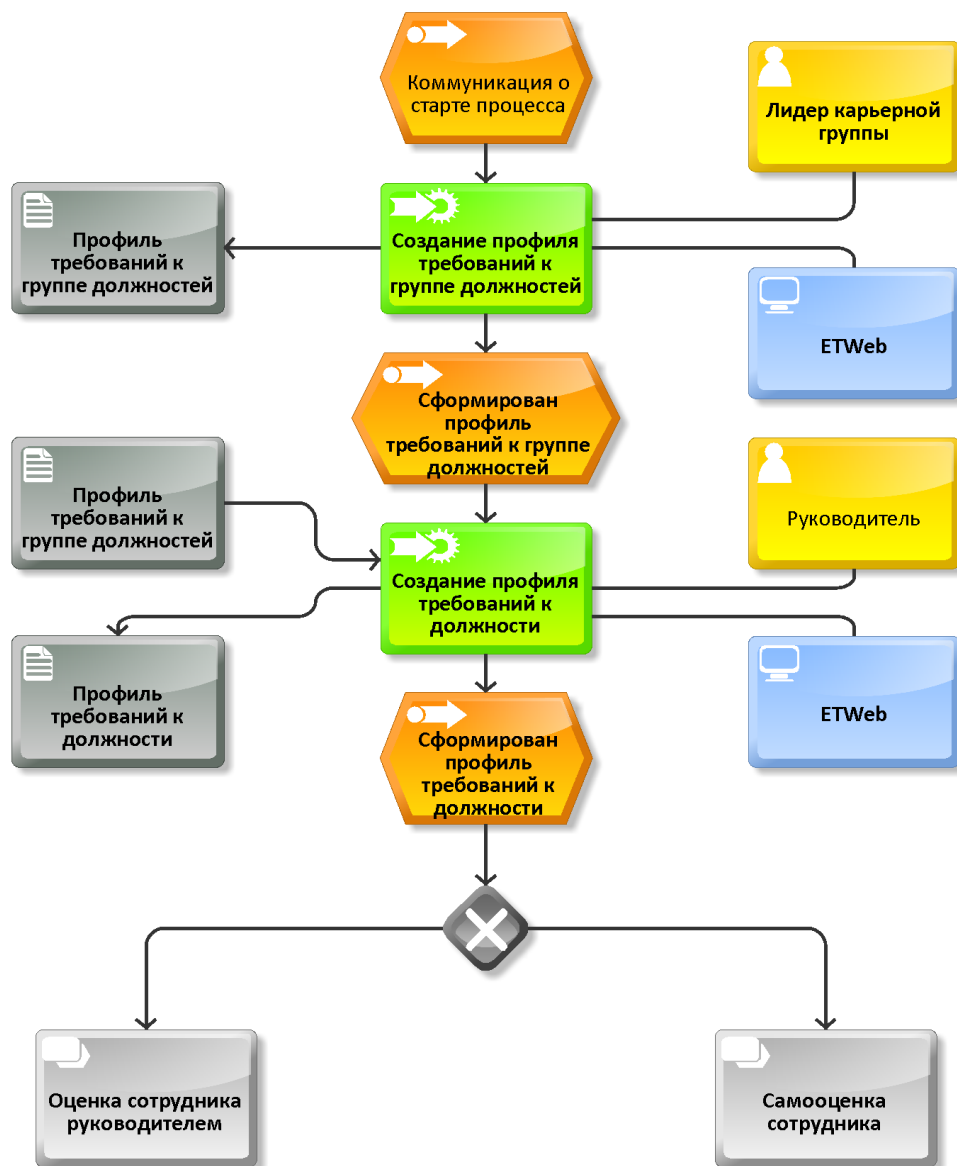 Коммуникация о
старте процесса
Лидер карьерной
группы
Профиль
требований к
группе должностей
Создание профиля
требований к
группе должностей
ETWeb
Сформирован
профиль
требований к группе
должностей
Профиль
требований к
группе должностей
Руководитель
Создание профиля
требований к
должности
Профиль
требований к
должности
ETWeb
Сформирован
профиль
требований к
должности
Оценка сотрудника
руководителем
Самооценка
сотрудника